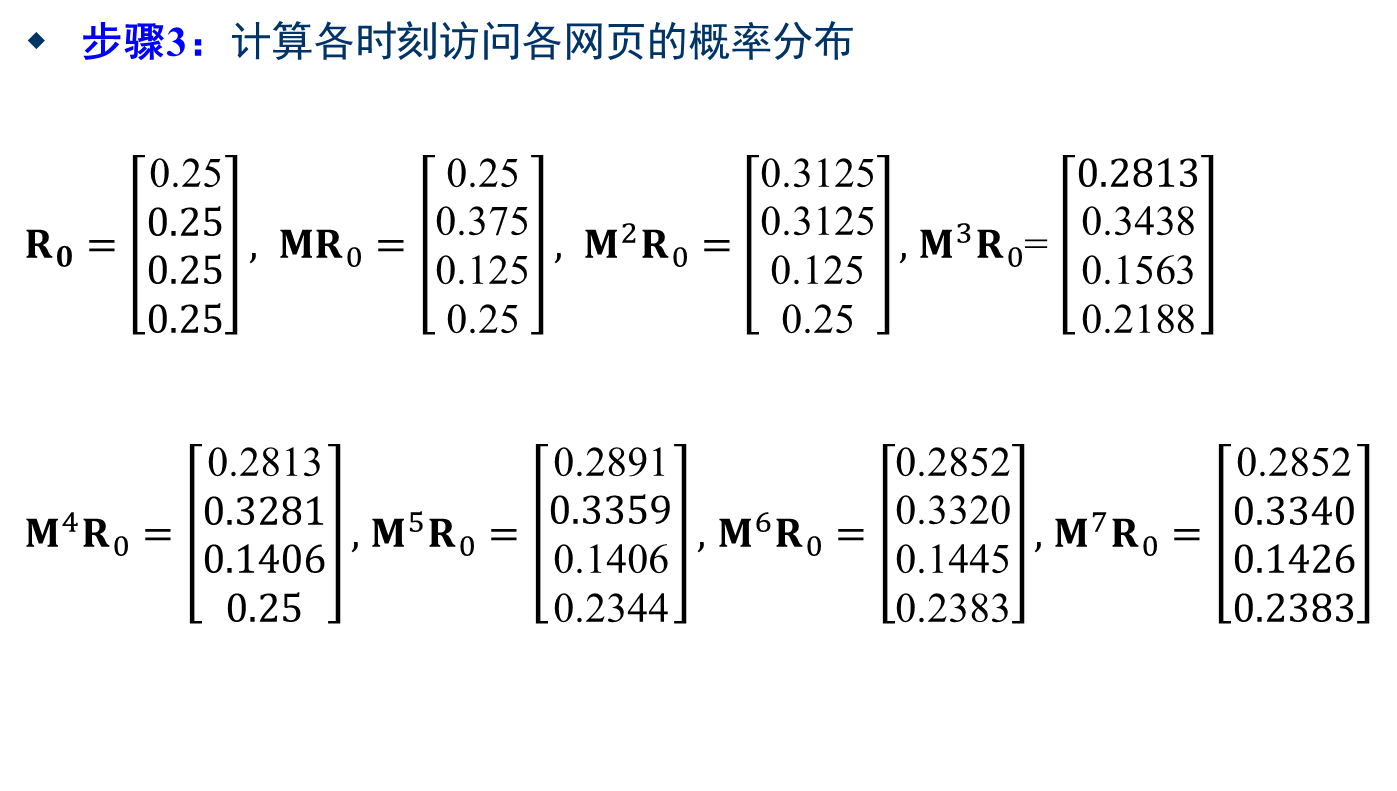 ◆ 步骤3：计算各时刻访问各网页的概率分布
R₀ = [0.25 0.25 0.25 0.25], MR₀ = [0.25 0.375 0.125 0.25], M²R₀ = [0.3125 0.3125 0.125 0.25], M³R₀= [0.2813 0.3438 0.1563 0.2188]
M⁴R₀ = [0.2813 0.3281 0.1406 0.25], M⁵R₀ = [0.2891 0.3359 0.1406 0.2344], M⁶R₀ = [0.2852 0.3320 0.1445 0.2383], M⁷R₀ = [0.2852 0.3340 0.1426 0.2383]